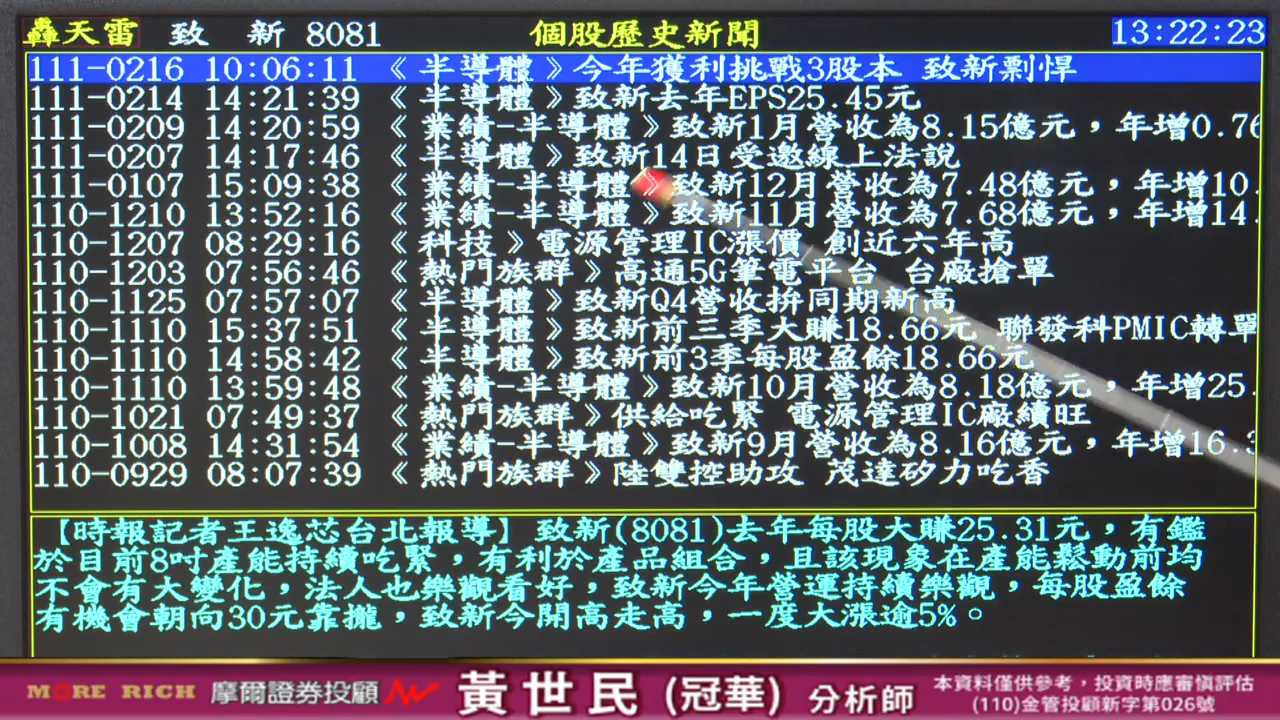 轟天雷 致 新 8081 個股歷史新聞 13:22:23
111-0216 10:06:11 《 半導體 》今年獲利挑戰3股本 致新剽悍
111-0214 14:21:39 《 半導體 》致新去年EPS25.45元
111-0209 14:20:59 《 業績-半導體 》致新1月營收為8.15億元，年增0.76
111-0207 14:17:46 《 半導體 》致新14日受邀線上法說
111-0107 15:09:38 《 業績-半導體 》致新12月營收為7.48億元，年增10.
110-1210 13:52:16 《 業績-半導體 》致新11月營收為7.68億元，年增14.
110-1207 08:29:16 《 科技 》電源管理IC漲價 創近六年高
110-1203 07:56:46 《 熱門族群 》高通5G筆電平台 台廠搶單
110-1125 07:57:07 《 半導體 》致新Q4營收拚同期新高
110-1110 15:37:51 《 半導體 》致新前三季大賺18.66元 聯發科PMIC轉單
110-1110 14:58:42 《 半導體 》致新前3季每股盈餘18.66元
110-1110 13:59:48 《 業績-半導體 》致新10月營收為8.18億元，年增25.
110-1021 07:49:37 《 熱門族群 》供給吃緊 電源管理IC廠續旺
110-1008 14:31:54 《 業績-半導體 》致新9月營收為8.16億元，年增16.3
110-0929 08:07:39 《 熱門族群 》陸雙控助攻 茂達矽力吃香
【時報記者王逸芯台北報導】致新(8081)去年每股大賺25.31元，有鑑
於目前8吋產能持續吃緊，有利於產品組合，且該現象在產能鬆動前均
不會有大變化，法人也樂觀看好，致新今年營運持續樂觀，每股盈餘
有機會朝向30元靠攏，致新今開高走高，一度大漲逾5%。
MORE RICH 摩爾證券投顧 黃世民 (冠華) 分析師 本資料僅供參考，投資時應審慎評估
(110)金管投顧新字第026號